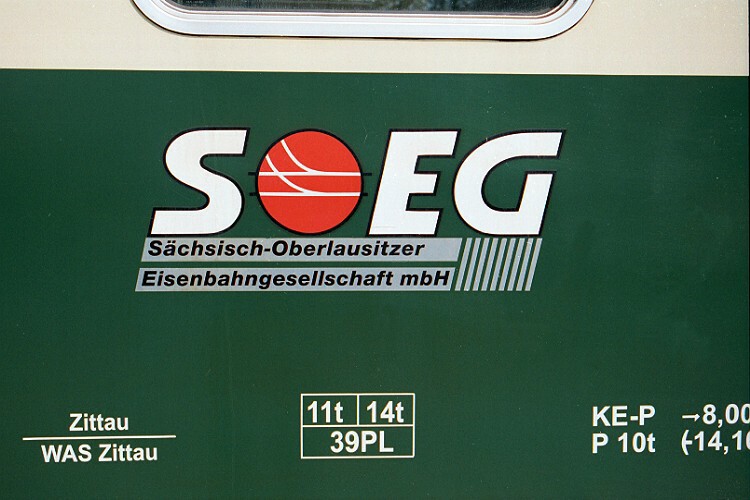 SOEG
Sächsisch-Oberlausitzer
Eisenbahngesellschaft mbH
Zittau
WAS Zittau
11t 14t
39PL
KE-P →8,00
P 10t (-14,10